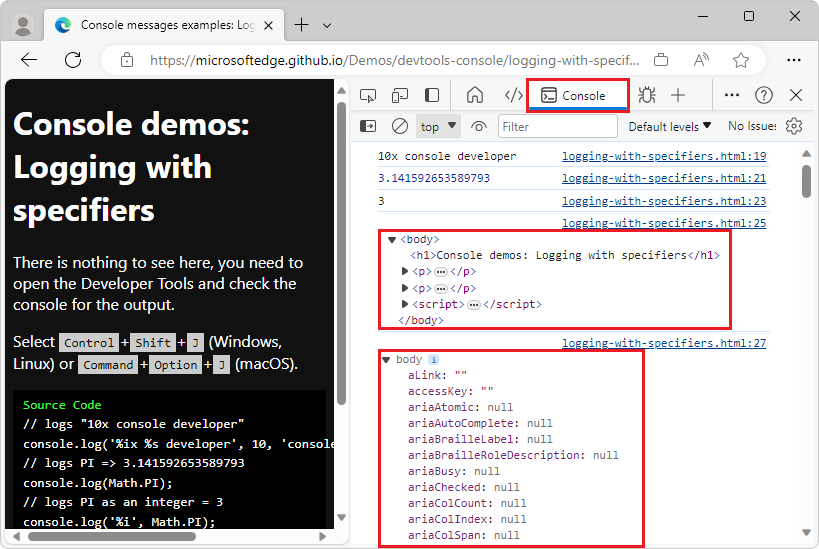 Console messages examples: Log
https://microsoftedge.github.io/Demos/devtools-console/logging-with-specif...
Console demos:
Logging with
specifiers
There is nothing to see here, you need to
open the Developer Tools and check the
console for the output.
Select Control+Shift+J (Windows,
Linux) or Command+Option+J (macOS).
Source Code
// logs "10x console developer"
console.log('%ix %s developer', 10, 'console
// logs PI => 3.141592653589793
console.log(Math.PI);
// logs PI as an integer = 3
console.log('%i', Math.PI);
Console
top Filter Default levels No Issues
10x console developer logging-with-specifiers.html:19
3.141592653589793 logging-with-specifiers.html:21
3 logging-with-specifiers.html:23
logging-with-specifiers.html:25
<body>
<h1>Console demos: Logging with specifiers</h1>
<p>…</p>
<p>…</p>
<script>…</script>
</body>
logging-with-specifiers.html:27
body i
aLink: ""
accessKey: ""
ariaAtomic: null
ariaAutoComplete: null
ariaBrailleLabel: null
ariaBrailleRoleDescription: null
ariaBusy: null
ariaChecked: null
ariaColCount: null
ariaColIndex: null
ariaColSpan: null